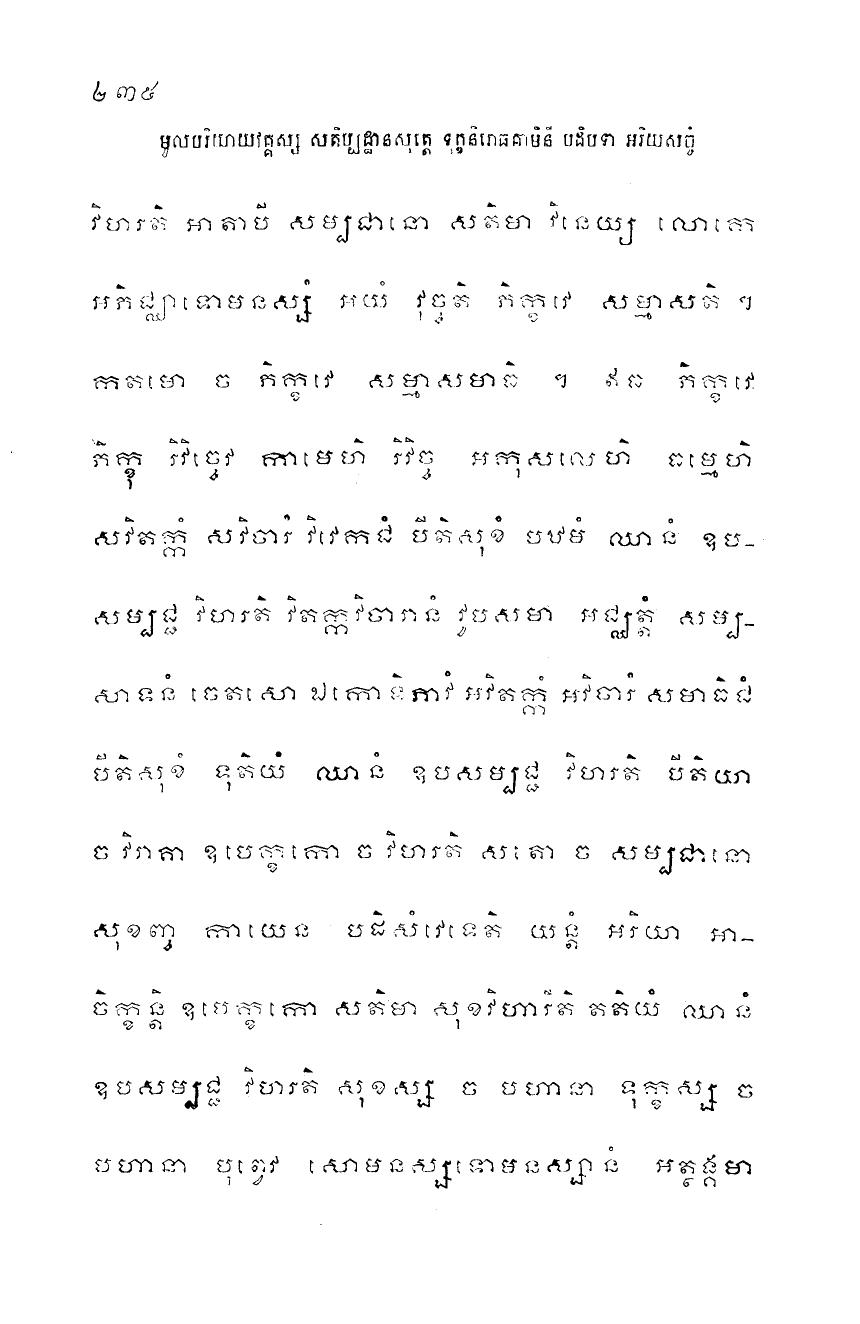 ២៣៥
មូលបរិយាយវគ្គស្ស សតិប្បដ្ឋានសុត្តេ ទុក្ខនិរោធគាមិនី បដិបទា អរិយសច្ចំ
វិហរតិ អាតាបី សម្បជានោ សតិមា វិនេយ្យ លោកេ
អភិជ្ឈាទោមនស្សំ អយំ វុច្ចតិ ភិក្ខវេ សម្មាសតិ ។
កតមោ ច ភិក្ខវេ សម្មាសមាធិ ។ ឥធ ភិក្ខវេ
ភិក្ខុ វិវិច្ចេវ កាមេហិ វិវិច្ច អកុសលេហិ ធម្មេហិ
សវិតក្កំ សវិចារំ វិវេកជំ បីតិសុខំ បឋមំ ឈានំ ឧប-
សម្បជ្ជ វិហរតិ វិតក្កវិចារានំ វូបសមា អជ្ឈត្តំ សម្ប-
សាទនំ ចេតសោ ឯកោទិភាវំ អវិតក្កំ អវិចារំ សមាធិជំ
បីតិសុខំ ទុតិយំ ឈានំ ឧបសម្បជ្ជ វិហរតិ បីតិយា
ច វិរាគា ឧបេក្ខកោ ច វិហរតិ សតោ ច សម្បជានោ
សុខញ្ច កាយេន បដិសំវេទេតិ យន្តំ អរិយា អា-
ចិក្ខន្តិ ឧបេក្ខកោ សតិមា សុខវិហារីតិ តតិយំ ឈានំ
ឧបសម្បជ្ជ វិហរតិ សុខស្ស ច បហានា ទុក្ខស្ស ច
បហានា បុព្វេវ សោមនស្សទោមនស្សានំ អត្ថង្គមា